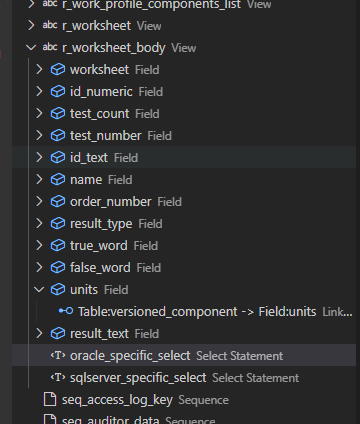 abc r_work_profile_components_list View
abc r_worksheet View
abc r_worksheet_body View
worksheet Field
id_numeric Field
test_count Field
test_number Field
id_text Field
name Field
order_number Field
result_type Field
true_word Field
false_word Field
units Field
Table:versioned_component -> Field:units Link...
result_text Field
<T> oracle_specific_select Select Statement
<T> sqlserver_specific_select Select Statement
seq_access_log_key Sequence
seq_auditor_data Sequence